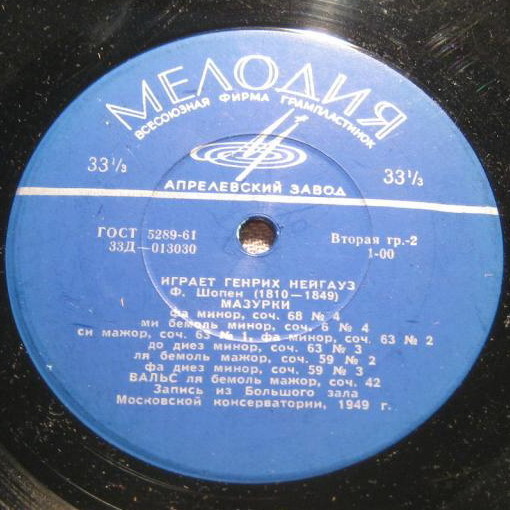 МЕЛОДИЯ
ВСЕСОЮЗНАЯ ФИРМА ГРАМПЛАСТИНОК
33⅓ 33⅓
АПРЕЛЕВСКИЙ ЗАВОД
ГОСТ 5289-61 Вторая гр.-2
33Д—013030 1-00
ИГРАЕТ ГЕНРИХ НЕЙГАУЗ
Ф. Шопен (1810—1849)
МАЗУРКИ
фа минор, соч. 68 № 4
ми бемоль минор, соч. 6 № 4
си мажор, соч. 63 № 1, фа минор, соч. 63 № 2
до диез минор, соч. 63 № 3
ля бемоль мажор, соч. 59 № 2
фа диез минор, соч. 59 № 3
ВАЛЬС ля бемоль мажор, соч. 42
Запись из Большого зала
Московской консерватории, 1949 г.